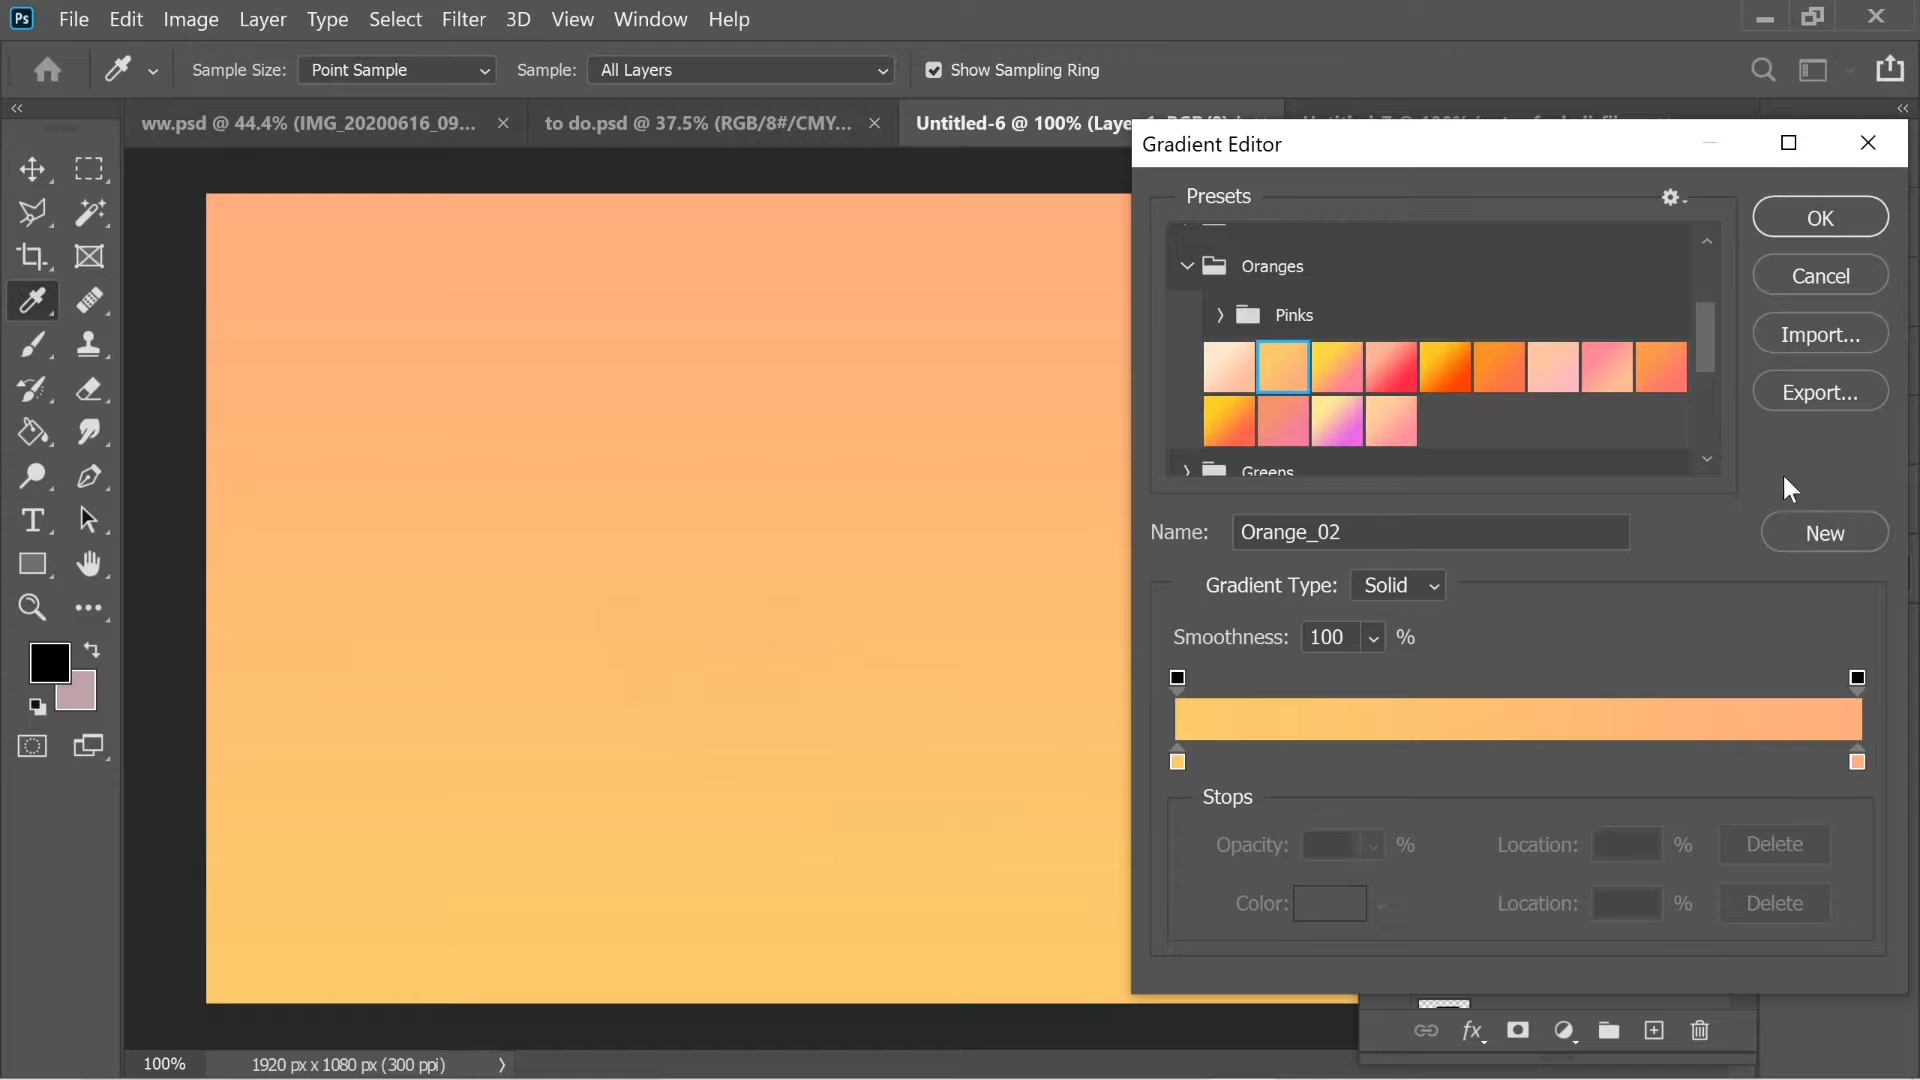 Ps File Edit Image Layer Type Select Filter 3D View Window Help
Sample Size: Point Sample Sample: All Layers Show Sampling Ring
ww.psd @ 44.4% (IMG_20200616_09...
to do.psd @ 37.5% (RGB/8#/CMY...
Untitled-6 @ 100% (Laye
Gradient Editor
Presets
OK
Oranges
Cancel
Pinks
Import...
Export...
Greens
Name: Orange_02
New
Gradient Type: Solid
Smoothness: 100 %
Stops
Opacity: % Location: % Delete
Color: Location: % Delete
fx
100% 1920 px x 1080 px (300 ppi)